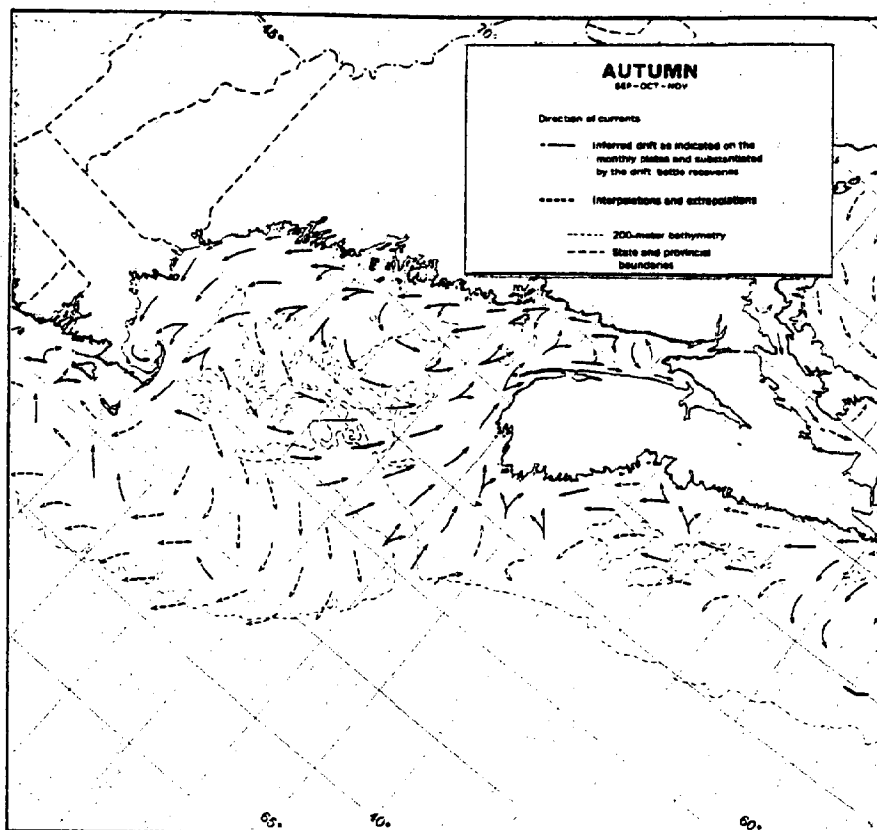 45°
70°
AUTUMN
SEP-OCT-NOV
Direction of currents
Inferred drift as indicated on the
monthly plates and substantiated
by the drift bottle recoveries
Interpolations and extrapolations
200-meter bathymetry
State and provincial
boundaries
65°
40°
60°